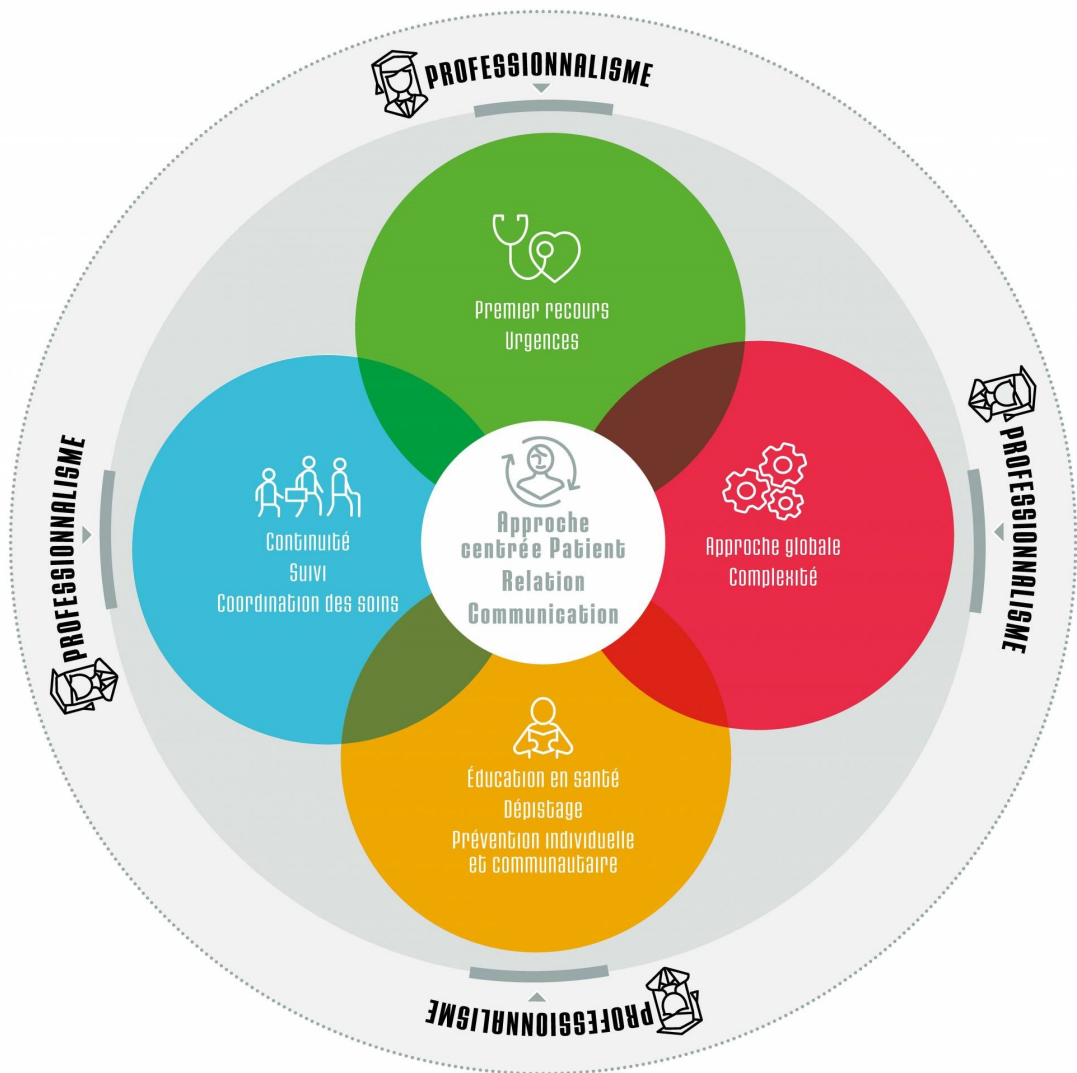 PROFESSIONNALISME
Premier recours
Urgences
Continuité
Suivi
Coordination des soins
Approche
centrée Patient
Relation
Communication
Approche globale
Complexité
Éducation en santé
Dépistage
Prévention individuelle
et communautaire
PROFESSIONNALISME
PROFESSIONNALISME
PROFESSIONNALISME